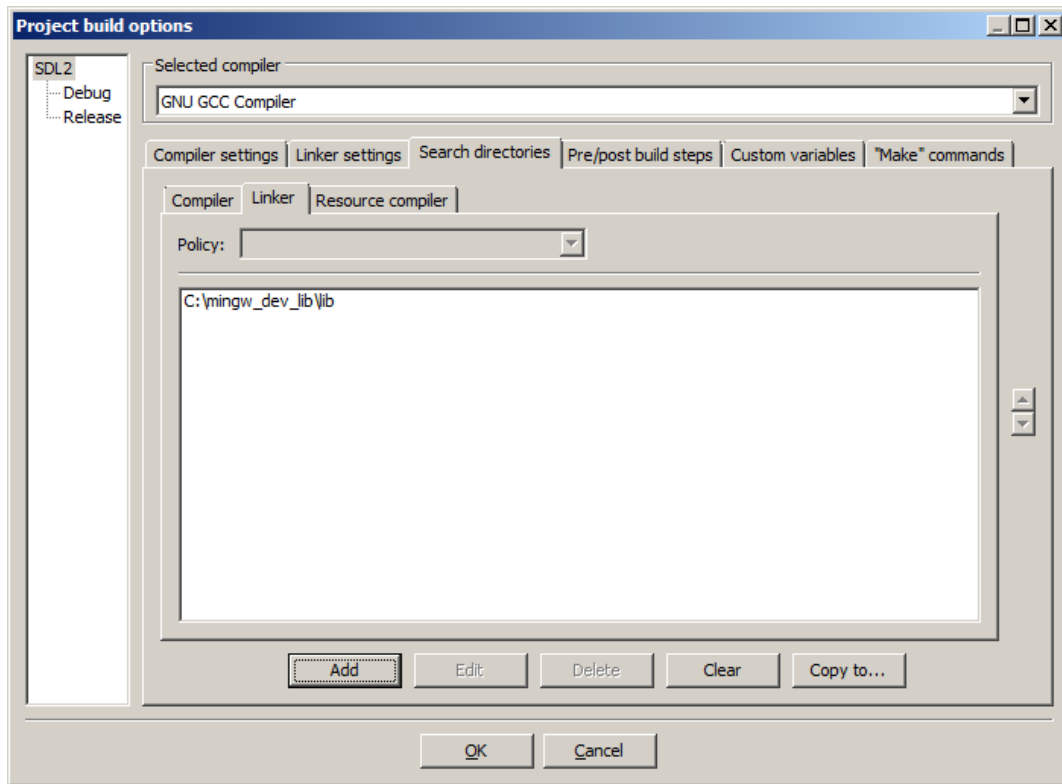 Project build options
SDL2
Debug
Release
Selected compiler
GNU GCC Compiler
Compiler settings Linker settings Search directories Pre/post build steps Custom variables "Make" commands
Compiler Linker Resource compiler
Policy:
C:\mingw_dev_lib\lib
Add Edit Delete Clear Copy to...
OK Cancel